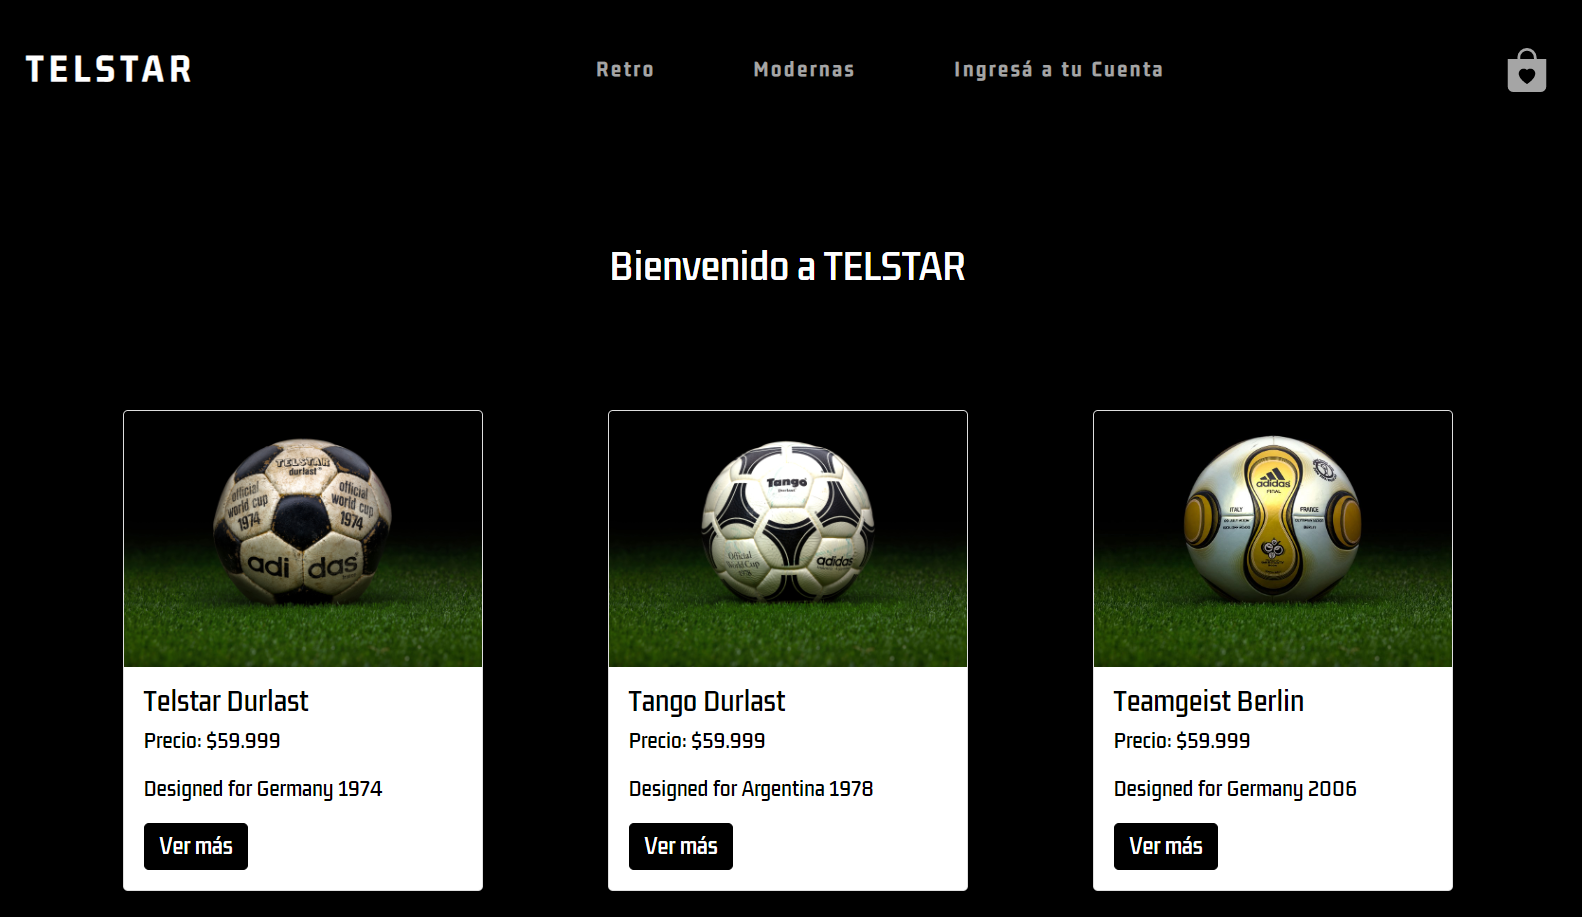 TELSTAR
Retro
Modernas
Ingresá a tu Cuenta
Bienvenido a TELSTAR
TELSTAR
durlast
official
world cup
1974
official
world cup
1974
adidas
Tango
durlast
Official
World Cup
1978
adidas
adidas
FINAL
ITALY
FRANCE
Telstar Durlast
Precio: $59.999
Designed for Germany 1974
Ver más
Tango Durlast
Precio: $59.999
Designed for Argentina 1978
Ver más
Teamgeist Berlin
Precio: $59.999
Designed for Germany 2006
Ver más